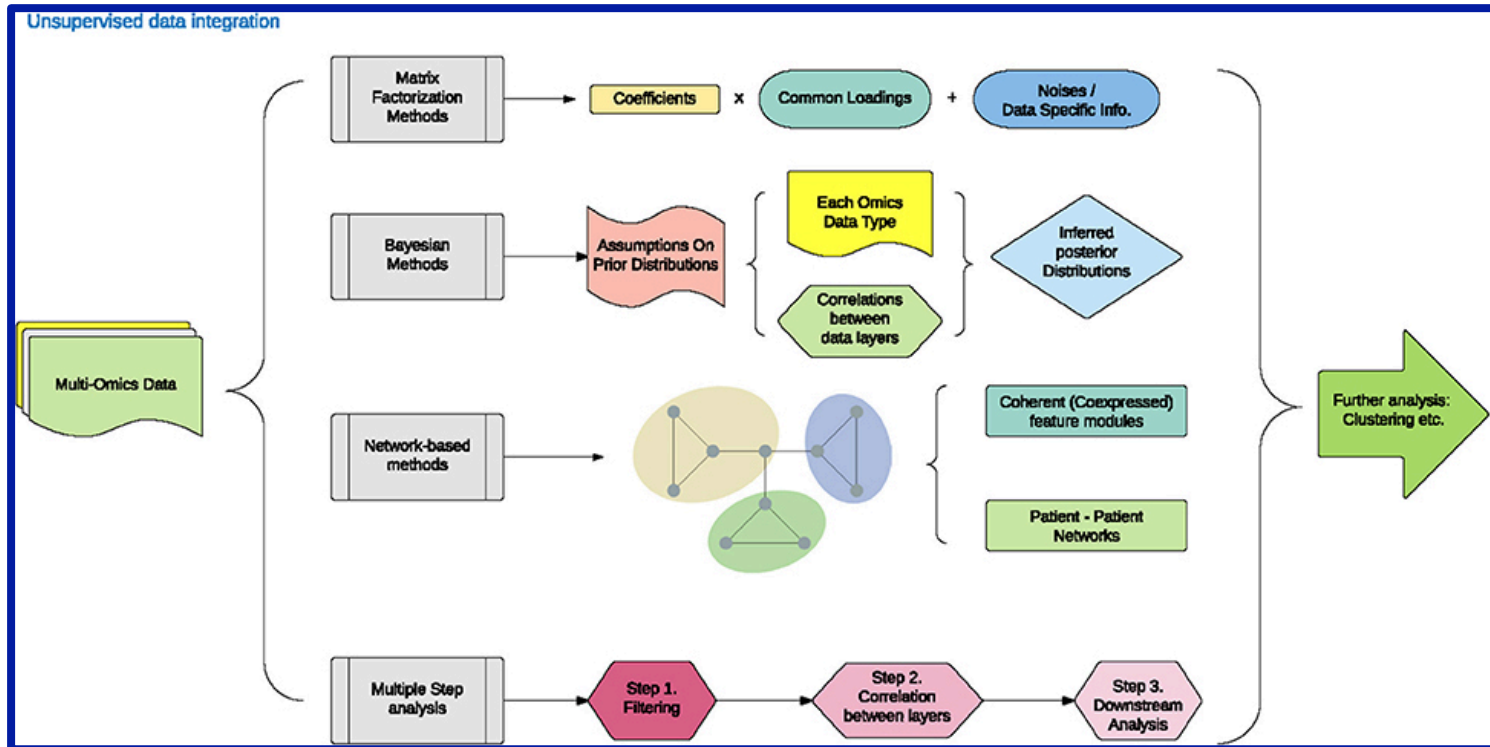 Unsupervised data integration
Matrix
Factorization
Methods
Coefficients
x
Common Loadings
+
Noises /
Data Specific Info.
Bayesian
Methods
Assumptions On
Prior Distributions
Each Omics
Data Type
Correlations
between
data layers
Inferred
posterior
Distributions
Multi-Omics Data
Network-based
methods
Coherent (Coexpressed)
feature modules
Patient - Patient
Networks
Further analysis:
Clustering etc.
Multiple Step
analysis
Step 1.
Filtering
Step 2.
Correlation
between layers
Step 3.
Downstream
Analysis